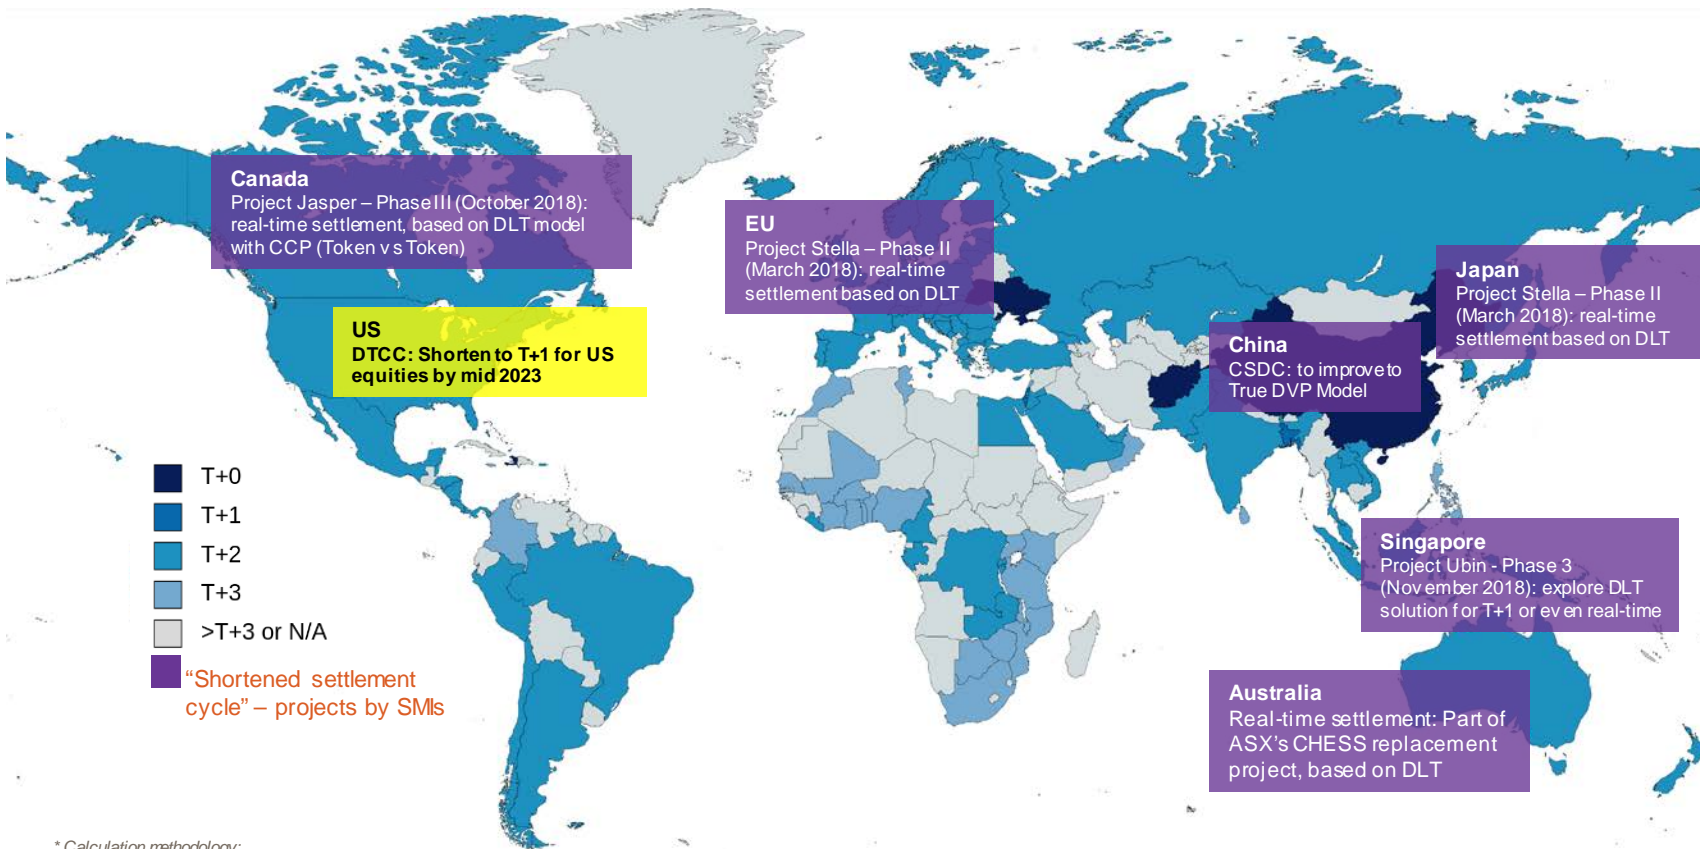 Canada
Project Jasper – Phase III (October 2018):
real-time settlement, based on DLT model
with CCP (Token vs Token)
EU
Project Stella – Phase II
(March 2018): real-time
settlement based on DLT
Japan
Project Stella – Phase II
(March 2018): real-time
settlement based on DLT
US
DTCC: Shorten to T+1 for US
equities by mid 2023
China
CSDC: to improve to
True DVP Model
T+0
T+1
T+2
T+3
>T+3 or N/A
“Shortened settlement
cycle” – projects by SMIs
Singapore
Project Ubin - Phase 3
(November 2018): explore DLT
solution for T+1 or even real-time
Australia
Real-time settlement: Part of
ASX’s CHESS replacement
project, based on DLT
* Calculation methodology: